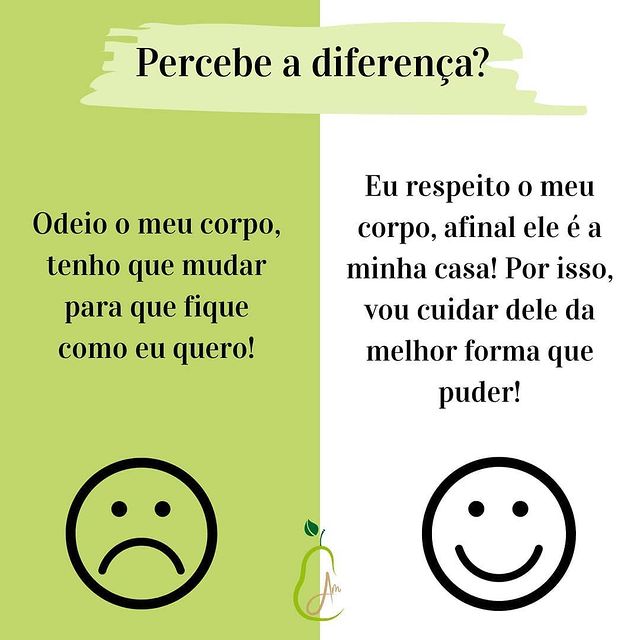 Percebe a diferença?
Odeio o meu corpo,
tenho que mudar
para que fique
como eu quero!
Eu respeito o meu
corpo, afinal ele é a
minha casa! Por isso,
vou cuidar dele da
melhor forma que
puder!